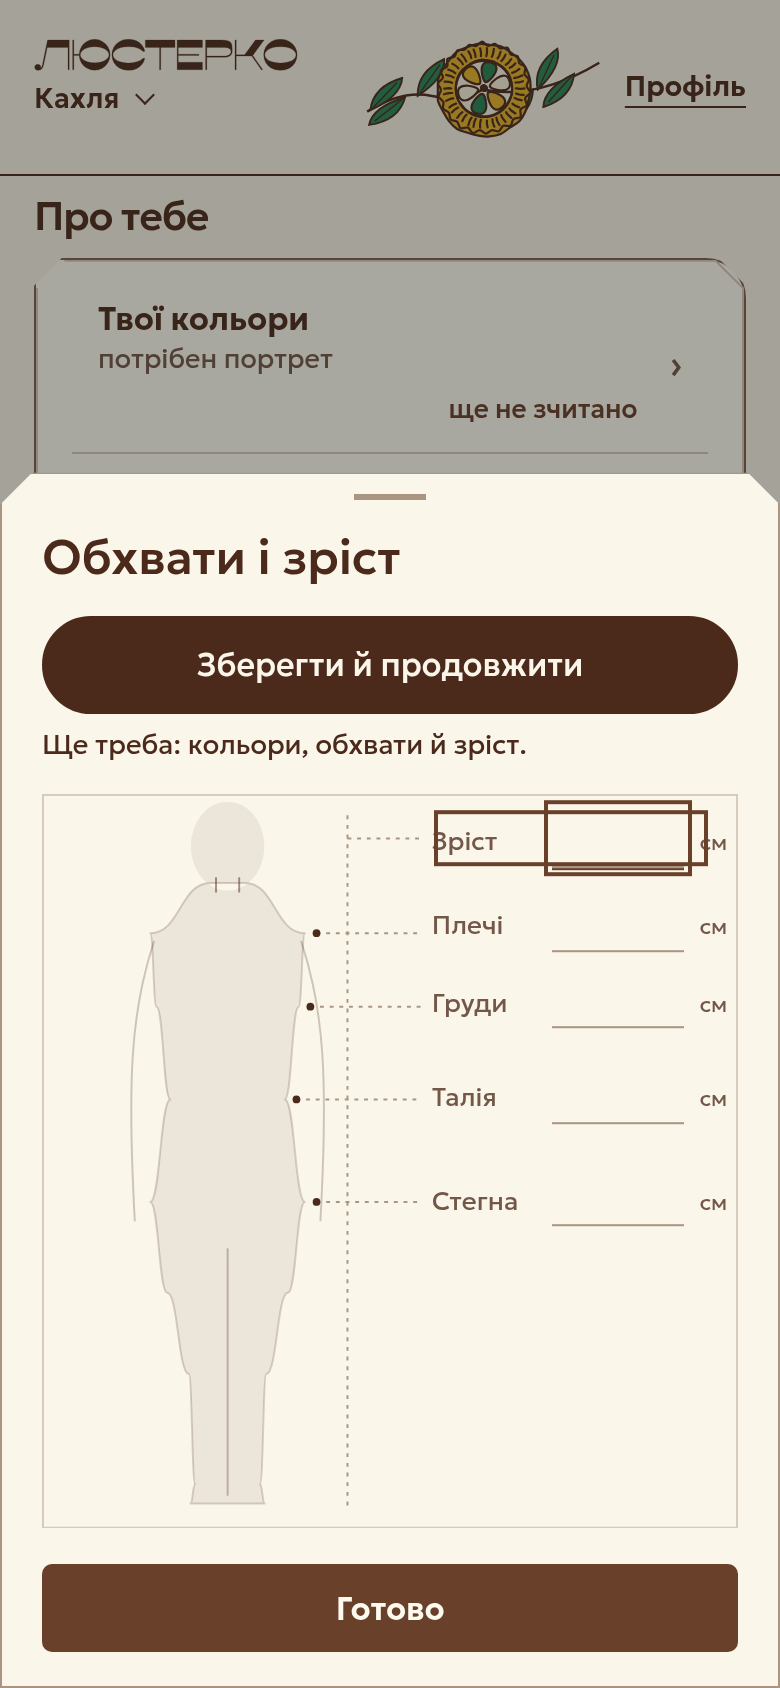 ЛЮСТЕРКО
Кахля
Профіль
Про тебе
Твої кольори
потрібен портрет
ще не зчитано
Обхвати і зріст
Зберегти й продовжити
Ще треба: кольори, обхвати й зріст.
Зріст см
Плечі см
Груди см
Талія см
Стегна см
Готово